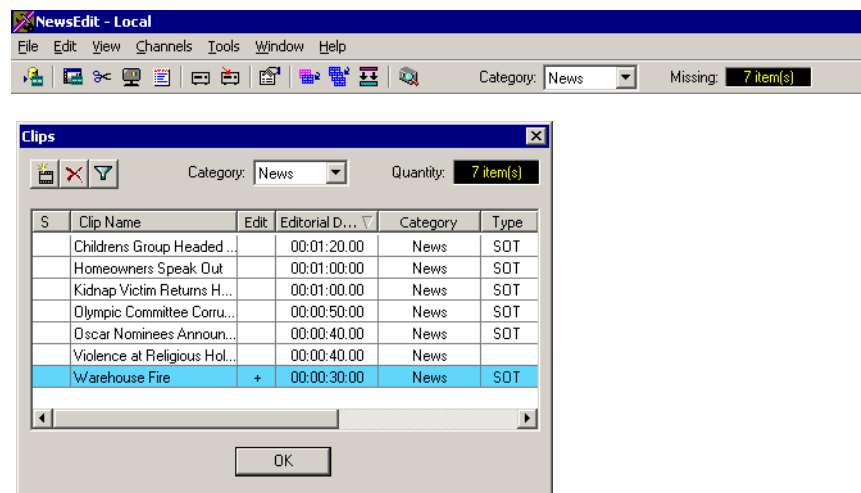 NewsEdit - Local
File Edit View Channels Tools Window Help
Category: News Missing: 7 item(s)
Clips
Category: News Quantity: 7 item(s)
S Clip Name Edit Editorial D... Category Type
Childrens Group Headed ... 00:01:20.00 News SOT
Homeowners Speak Out 00:01:00:00 News SOT
Kidnap Victim Returns H... 00:01:00.00 News SOT
Olympic Committee Corru... 00:00:50:00 News SOT
Oscar Nominees Announ... 00:00:40.00 News SOT
Violence at Religious Hol... 00:00:40.00 News
Warehouse Fire + 00:00:30:00 News SOT
OK